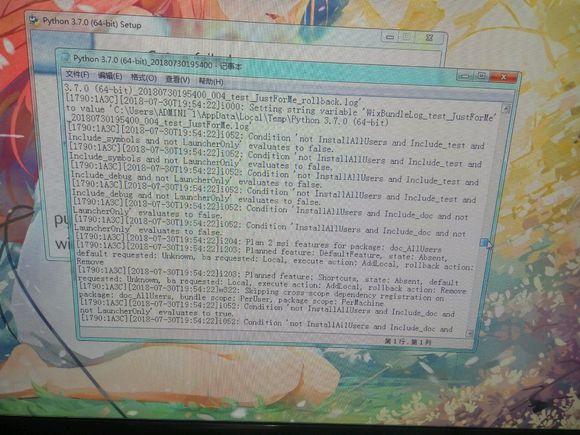 Python 3.7.0 (64-bit) Setup
Python 3.7.0 (64-bit)_20180730195400 - 记事本
文件(F) 编辑(E) 格式(O) 查看(V) 帮助(H)
3.7.0 (64-bit)_20180730195400_004_test_JustForMe_rollback.log'
[1790:1A3C][2018-07-30T19:54:22]i000: Setting string variable 'WixBundleLog_test_JustForMe'
to value 'C:\Users\ADMINI~1\AppData\Local\Temp\Python 3.7.0 (64-bit)
_20180730195400_004_test_JustForMe.log'
[1790:1A3C][2018-07-30T19:54:22]i052: Condition 'not InstallAllUsers and Include_test and
Include_symbols and not LauncherOnly' evaluates to false.
[1790:1A3C][2018-07-30T19:54:22]i052: Condition 'not InstallAllUsers and Include_test and
Include_symbols and not LauncherOnly' evaluates to false.
[1790:1A3C][2018-07-30T19:54:22]i052: Condition 'not InstallAllUsers and Include_test and
Include_debug and not LauncherOnly' evaluates to false.
[1790:1A3C][2018-07-30T19:54:22]i052: Condition 'not InstallAllUsers and Include_test and
Include_debug and not LauncherOnly' evaluates to false.
[1790:1A3C][2018-07-30T19:54:22]i052: Condition 'InstallAllUsers and Include_doc and not
LauncherOnly' evaluates to false.
[1790:1A3C][2018-07-30T19:54:22]i052: Condition 'InstallAllUsers and Include_doc and not
LauncherOnly' evaluates to false.
[1790:1A3C][2018-07-30T19:54:22]i204: Plan 2 msi features for package: doc_AllUsers
[1790:1A3C][2018-07-30T19:54:22]i203: Planned feature: DefaultFeature, state: Absent,
default requested: Unknown, ba requested: Local, execute action: AddLocal, rollback action:
Remove
[1790:1A3C][2018-07-30T19:54:22]i203: Planned feature: Shortcuts, state: Absent, default
requested: Unknown, ba requested: Local, execute action: AddLocal, rollback action: Remove
[1790:1A3C][2018-07-30T19:54:22]w322: Skipping cross-scope dependency registration on
package: doc_AllUsers, bundle scope: PerUser, package scope: PerMachine
[1790:1A3C][2018-07-30T19:54:22]i052: Condition 'not InstallAllUsers and Include_doc and
not LauncherOnly' evaluates to true.
[1790:1A3C][2018-07-30T19:54:22]i052: Condition 'not InstallAllUsers and Include_doc and
第 1 行，第 1 列